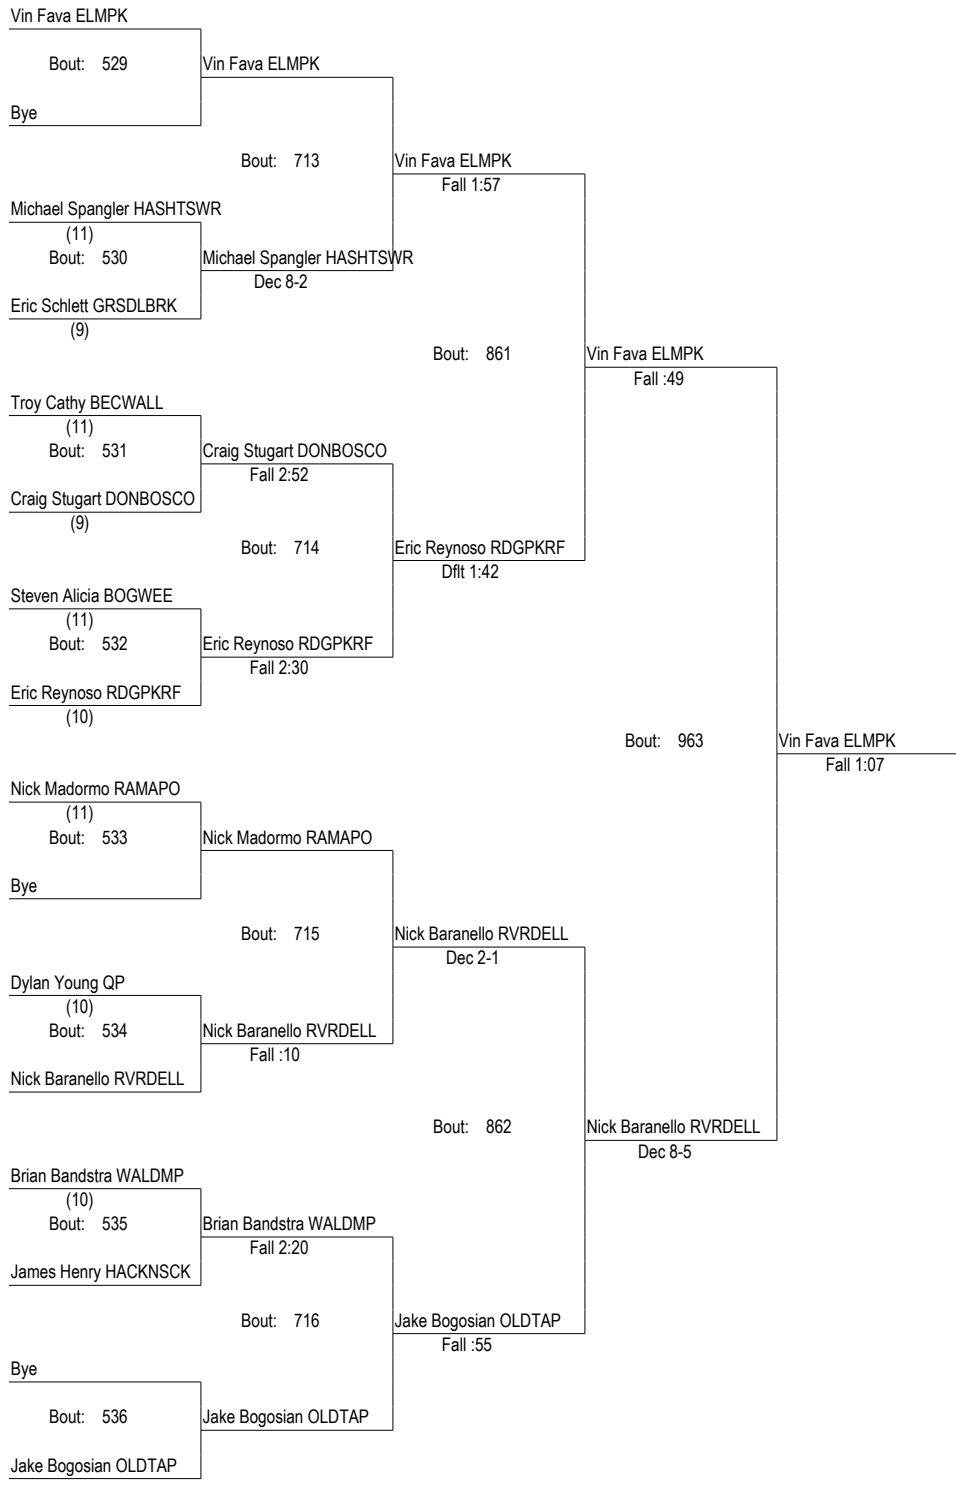 Vin Fava ELMPK
Bout: 529
Vin Fava ELMPK
Bye
Bout: 713
Vin Fava ELMPK
Fall 1:57
Michael Spangler HASHTSWR
(11)
Bout: 530
Michael Spangler HASHTSWR
Dec 8-2
Eric Schlett GRSDLBRK
(9)
Bout: 861
Vin Fava ELMPK
Fall :49
Troy Cathy BECWALL
(11)
Bout: 531
Craig Stugart DONBOSCO
Fall 2:52
Craig Stugart DONBOSCO
(9)
Bout: 714
Eric Reynoso RDGPKRF
Dflt 1:42
Steven Alicia BOGWEE
(11)
Bout: 532
Eric Reynoso RDGPKRF
Fall 2:30
Eric Reynoso RDGPKRF
(10)
Bout: 963
Vin Fava ELMPK
Fall 1:07
Nick Madormo RAMAPO
(11)
Bout: 533
Nick Madormo RAMAPO
Bye
Bout: 715
Nick Baranello RVRDELL
Dec 2-1
Dylan Young QP
(10)
Bout: 534
Nick Baranello RVRDELL
Fall :10
Nick Baranello RVRDELL
Bout: 862
Nick Baranello RVRDELL
Dec 8-5
Brian Bandstra WALDMP
(10)
Bout: 535
Brian Bandstra WALDMP
Fall 2:20
James Henry HACKNSCK
Bout: 716
Jake Bogosian OLDTAP
Fall :55
Bye
Bout: 536
Jake Bogosian OLDTAP
Jake Bogosian OLDTAP